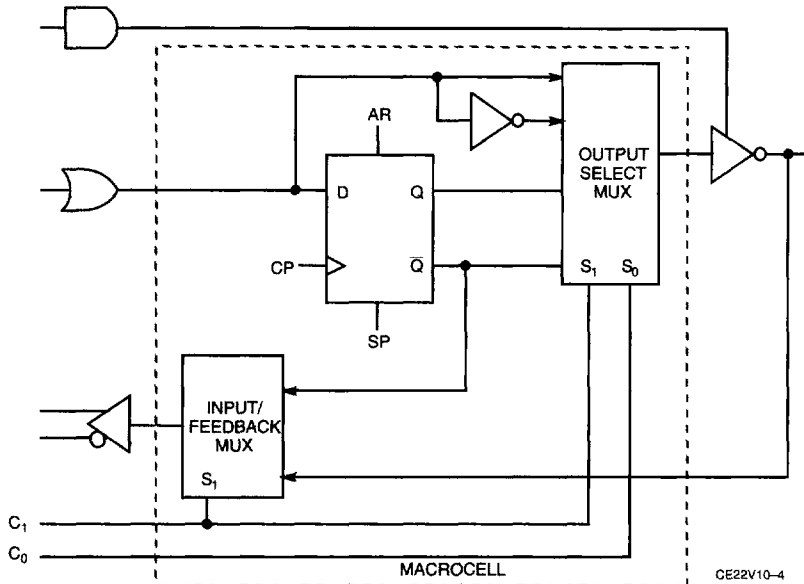 AR
OUTPUT
SELECT
MUX
D Q
CP Q̅
S₁ S₀
SP
INPUT/
FEEDBACK
MUX
S₁
C₁
C₀
MACROCELL
CE22V10–4